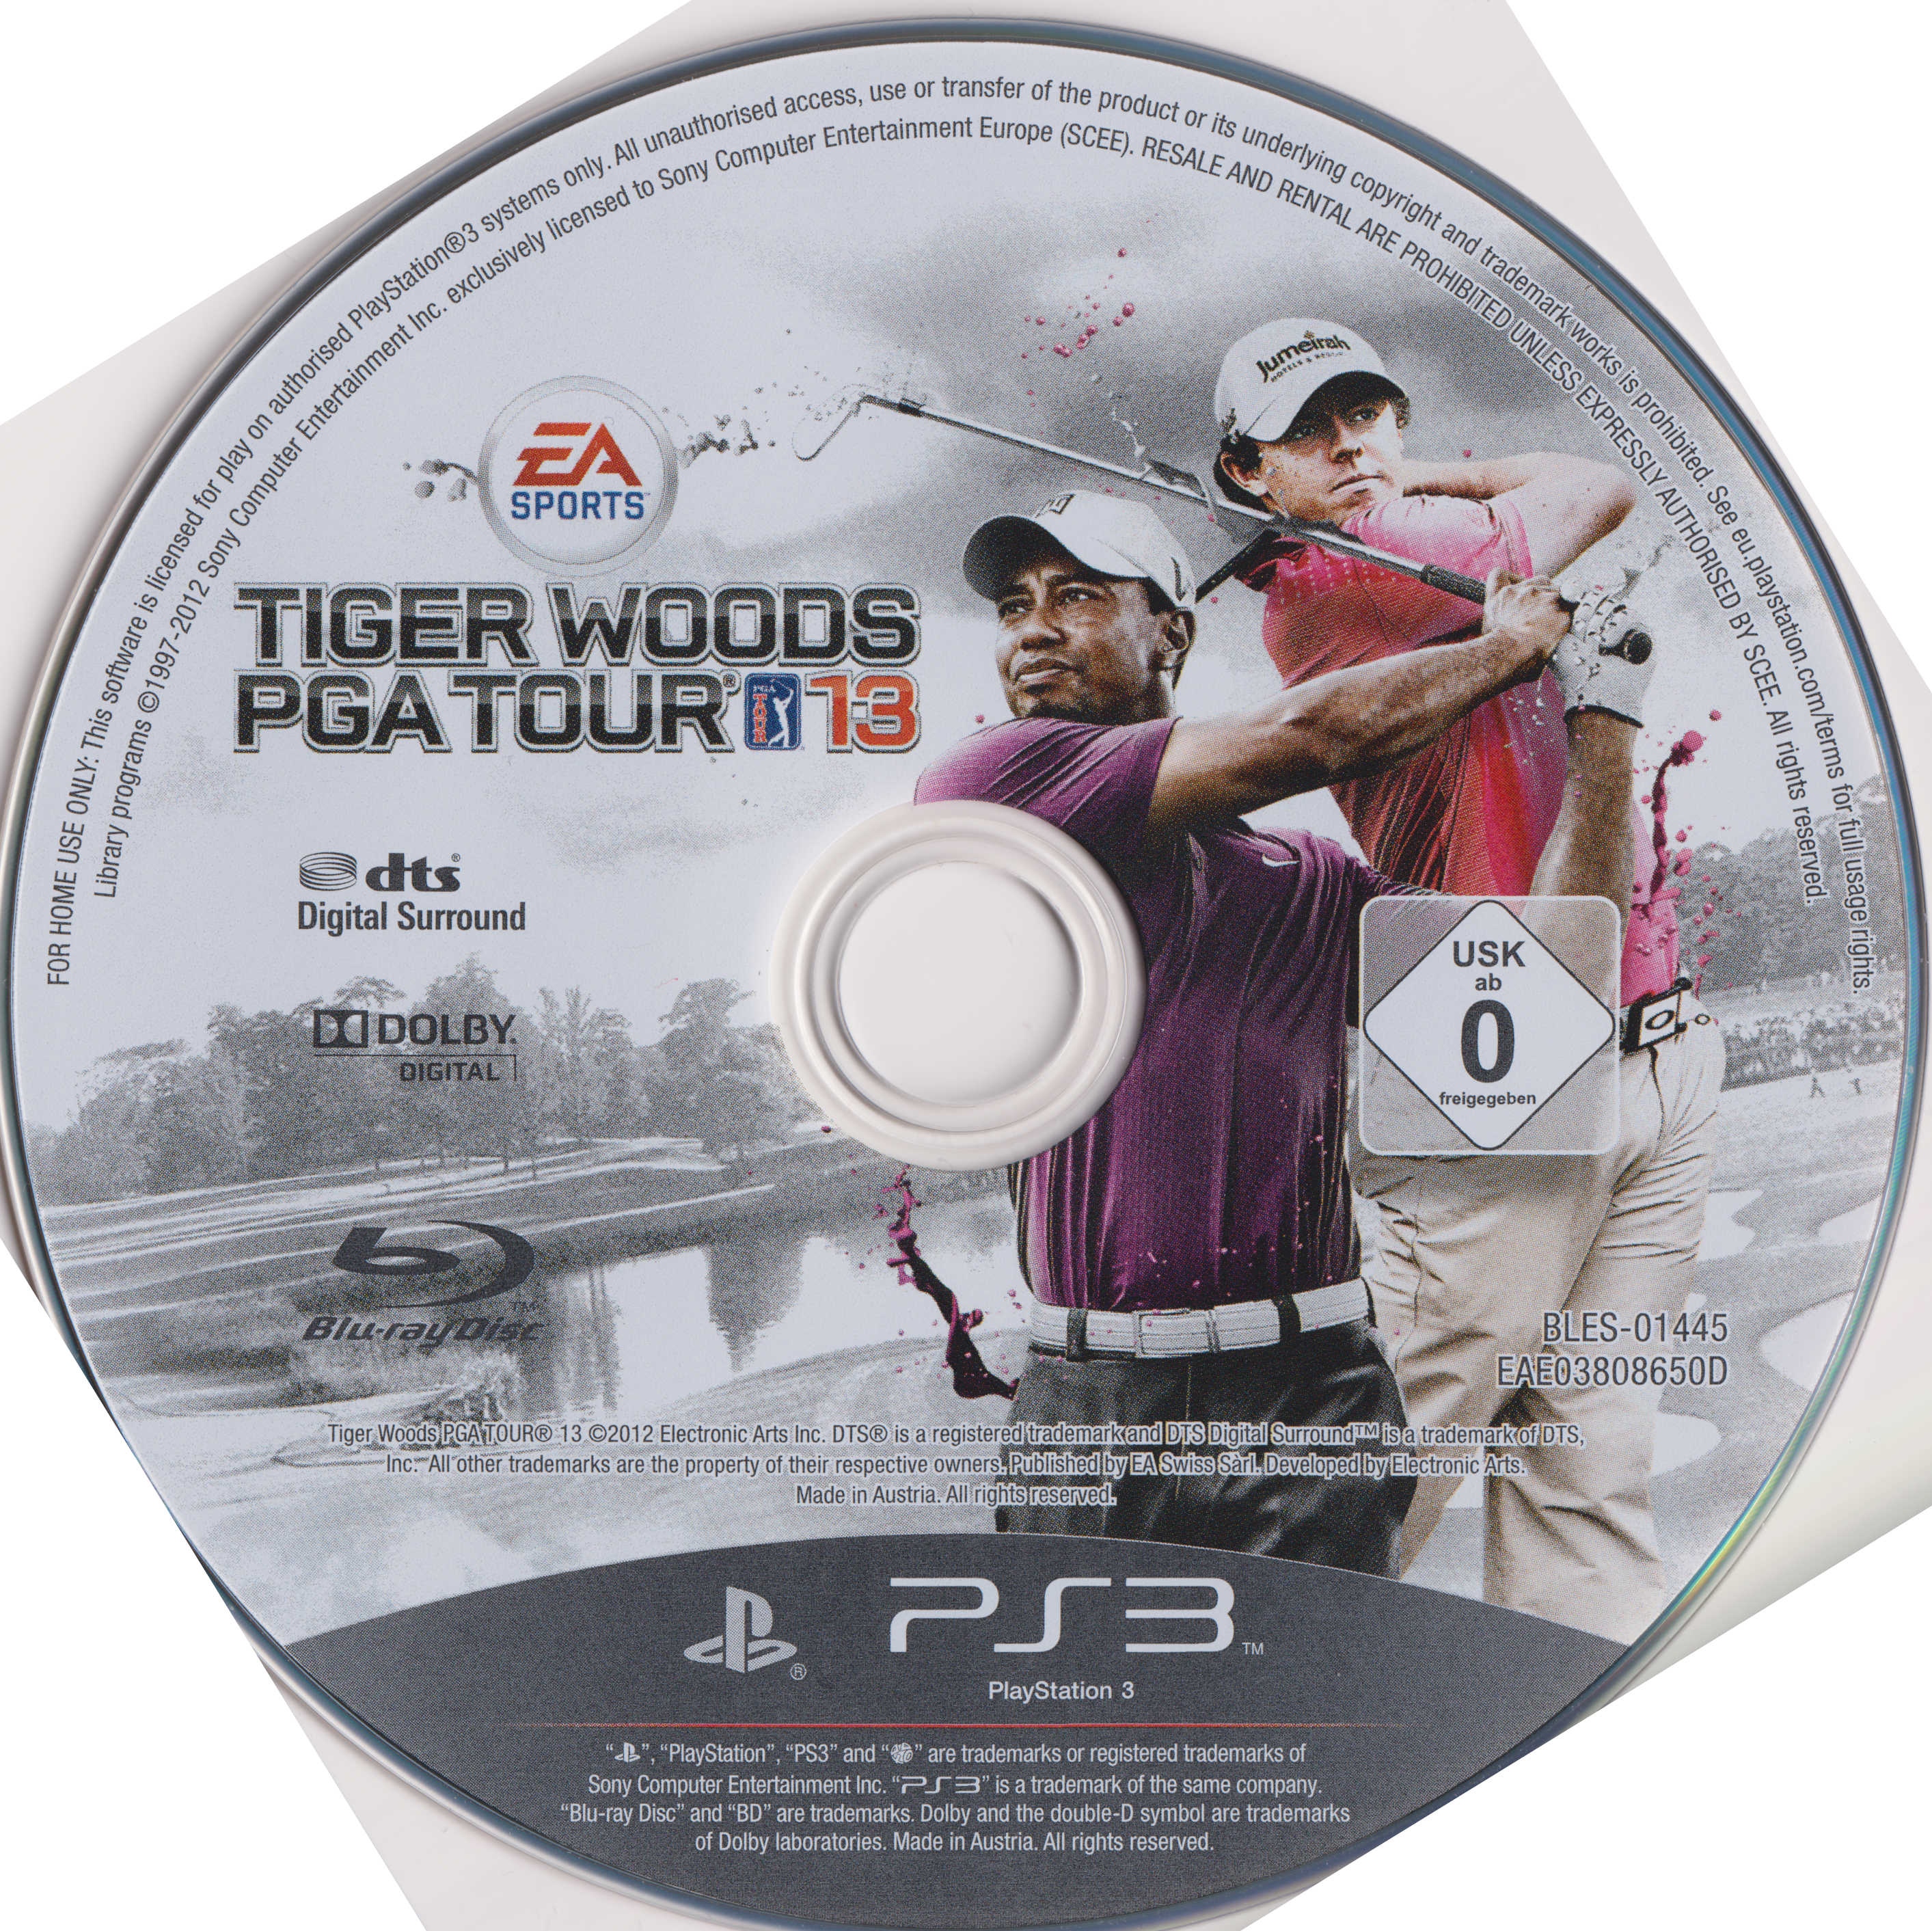 FOR HOME USE ONLY: This software is licensed for play on authorised PlayStation®3 systems only. All unauthorised access, use or transfer of the product or its underlying copyright and trademark works is prohibited. See eu.playstation.com/terms for full usage rights.
Library programs ©1997-2012 Sony Computer Entertainment Inc. exclusively licensed to Sony Computer Entertainment Europe (SCEE). RESALE AND RENTAL ARE PROHIBITED UNLESS EXPRESSLY AUTHORISED BY SCEE. All rights reserved.
Jumeirah
HOTELS &
EA
SPORTS™
TIGER WOODS
PGA TOUR® PGA TOUR 13
dts®
Digital Surround
USK
ab
0
freigegeben
DOLBY.
DIGITAL
Blu-ray Disc™
BLES-01445
EAE03808650D
Tiger Woods PGA TOUR® 13 ©2012 Electronic Arts Inc. DTS® is a registered trademark and DTS Digital Surround™ is a trademark of DTS,
Inc. All other trademarks are the property of their respective owners. Published by EA Swiss Sàrl. Developed by Electronic Arts.
Made in Austria. All rights reserved.
® PS3™
PlayStation 3
“ ”, “PlayStation”, “PS3” and “ ” are trademarks or registered trademarks of
Sony Computer Entertainment Inc. “PS3” is a trademark of the same company.
“Blu-ray Disc” and “BD” are trademarks. Dolby and the double-D symbol are trademarks
of Dolby laboratories. Made in Austria. All rights reserved.